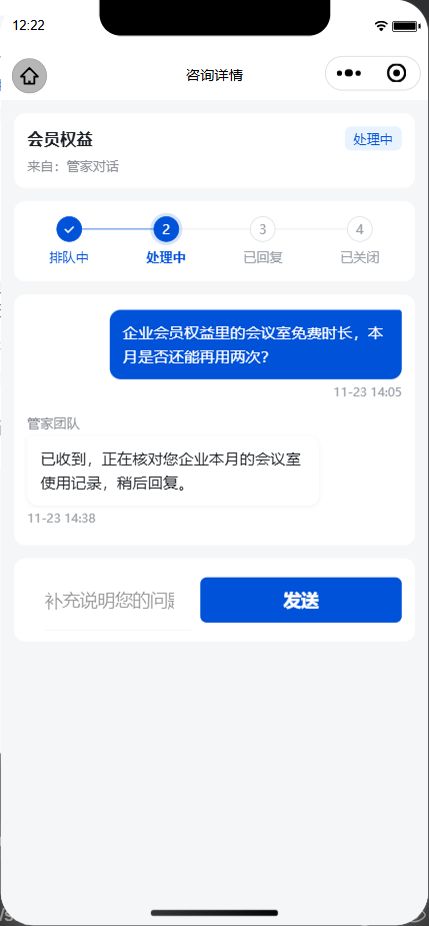 12:22
咨询详情
会员权益
处理中
来自：管家对话
2
3
4
排队中
处理中
已回复
已关闭
企业会员权益里的会议室免费时长，本
月是否还能再用两次？
11-23 14:05
管家团队
已收到，正在核对您企业本月的会议室
使用记录，稍后回复。
11-23 14:38
补充说明您的问题
发送